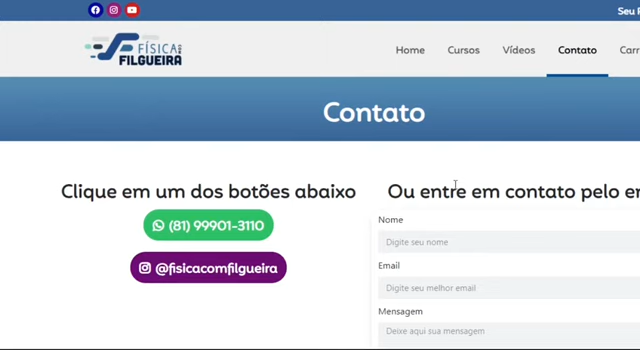 Seu
FÍSICA COM
FILGUEIRA
Home
Cursos
Vídeos
Contato
Contato
Clique em um dos botões abaixo
(81) 99901-3110
@fisicacomfilgueira
Ou entre em contato pelo
Nome
Digite seu nome
Email
Digite seu melhor email
Mensagem
Deixe aqui sua mensagem